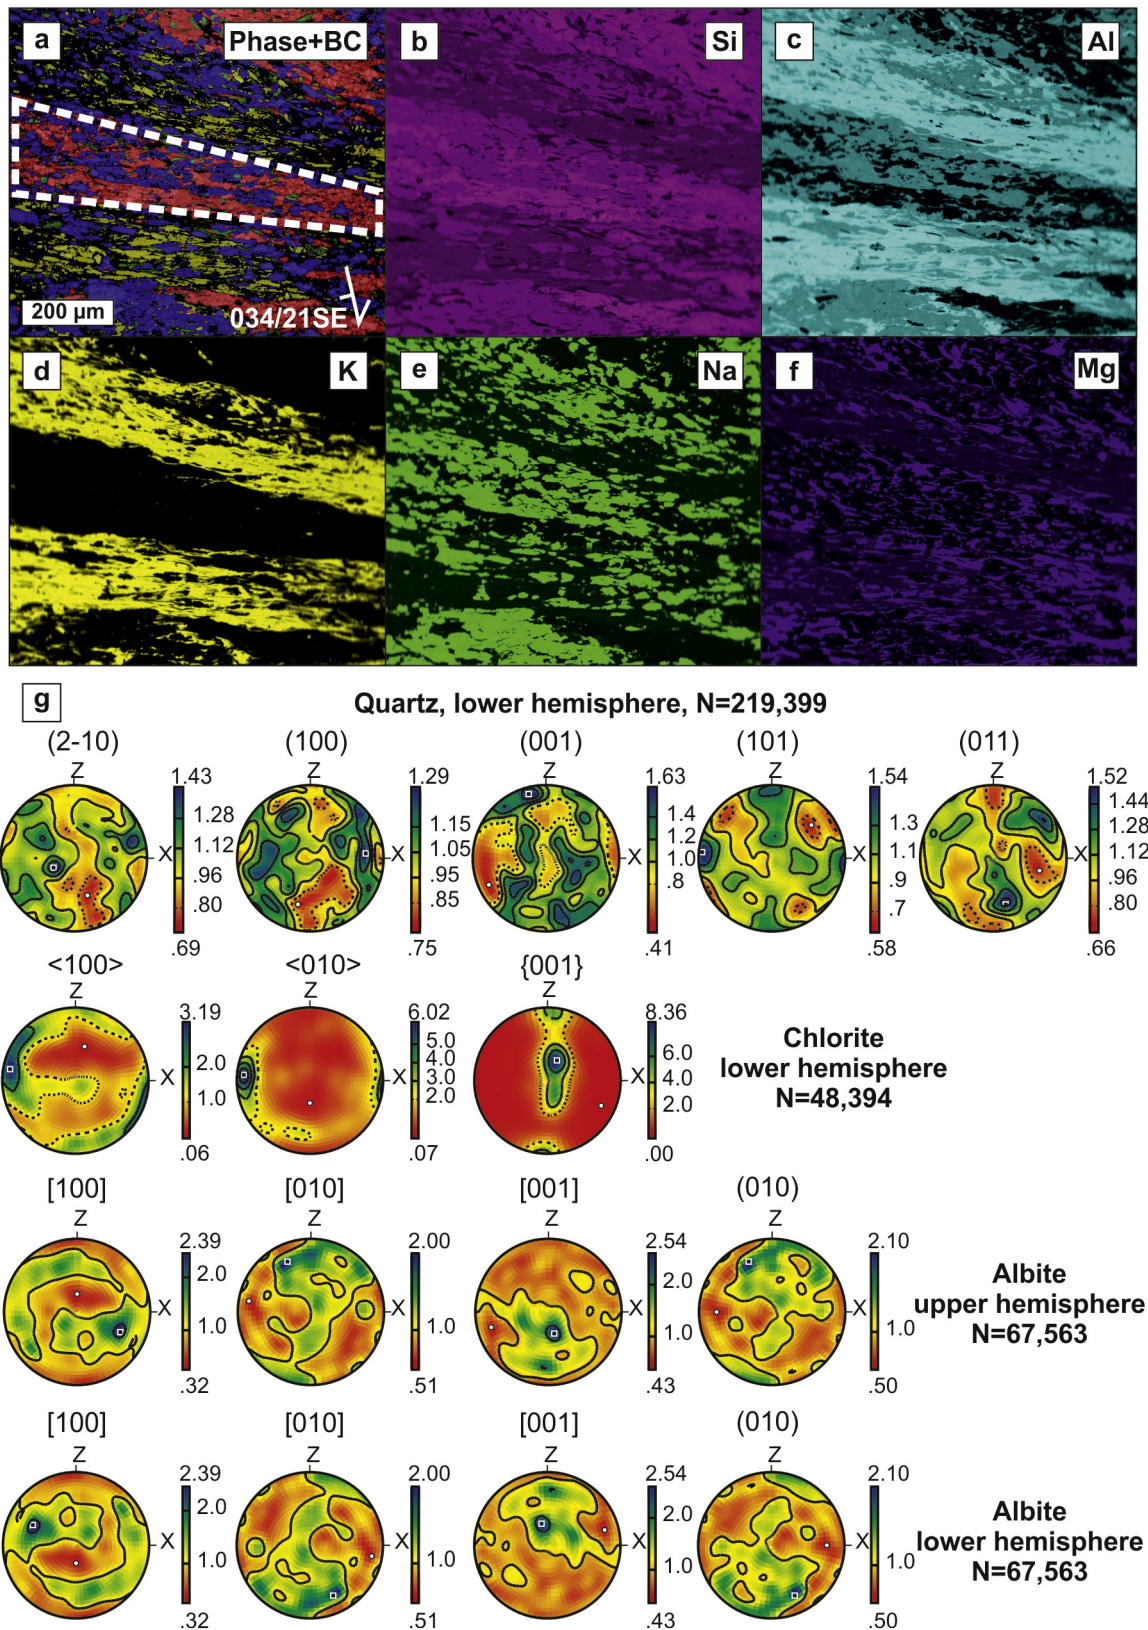 a
Phase+BC
b
Si
c
Al
200 µm
034/21SE
d
K
e
Na
f
Mg
g
Quartz, lower hemisphere, N=219,399
(2-10) (100) (001) (101) (011)
Z Z Z Z Z
1.43 1.29 1.63 1.54 1.52
1.28 1.15 1.4 1.3 1.44
1.12 1.05 1.2 1.1 1.28
.96 .95 1.0 .9 1.12
.80 .85 .8 .7 .96
.80
X X X X X
.69 .75 .41 .58 .66
<100> <010> {001}
Z Z Z
3.19 6.02 8.36
2.0 5.0 6.0
1.0 4.0 4.0
3.0 2.0
2.0
X X X
.06 .07 .00
Chlorite
lower hemisphere
N=48,394
[100] [010] [001] (010)
Z Z Z Z
2.39 2.00 2.54 2.10
2.0 1.0 2.0 1.0
1.0 1.0
X X X X
.32 .51 .43 .50
Albite
upper hemisphere
N=67,563
[100] [010] [001] (010)
Z Z Z Z
2.39 2.00 2.54 2.10
2.0 1.0 2.0 1.0
1.0 1.0
X X X X
.32 .51 .43 .50
Albite
lower hemisphere
N=67,563